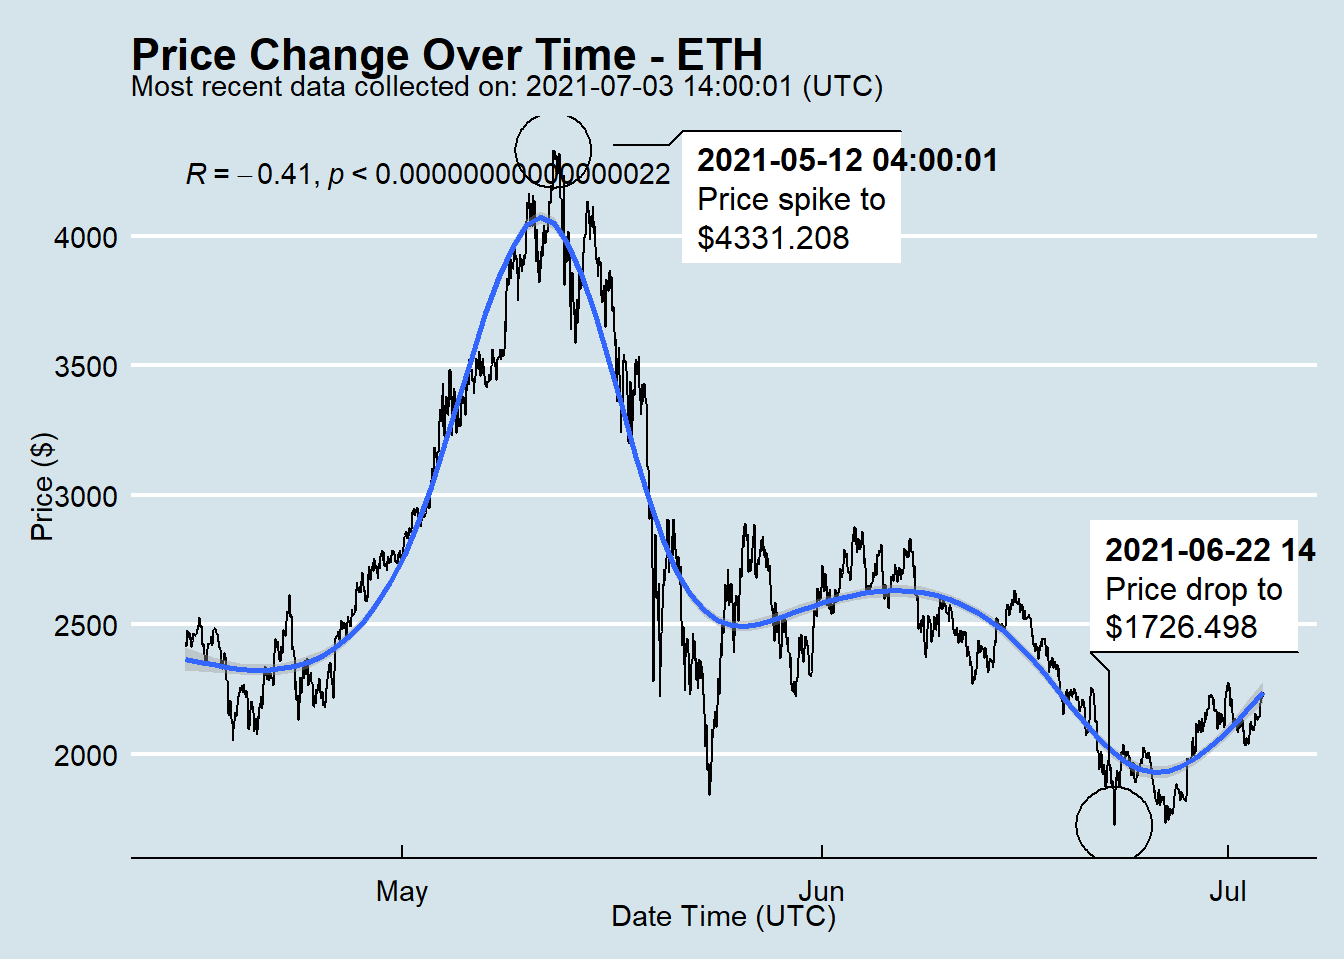 Price Change Over Time - ETH
Most recent data collected on: 2021-07-03 14:00:01 (UTC)
R = −0.41, p < 0.00000000000000022
2021-05-12 04:00:01
Price spike to
$4331.208
4000
3500
3000
2500
2000
Price ($)
2021-06-22 14
Price drop to
$1726.498
May
Jun
Jul
Date Time (UTC)